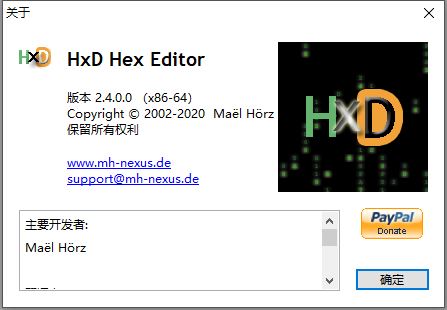 关于
HxD
HxD Hex Editor
HxD
版本 2.4.0.0 （x86-64）
Copyright © 2002-2020 Maël Hörz
保留所有权利
www.mh-nexus.de
support@mh-nexus.de
主要开发者:
Maël Hörz
PayPal
Donate
确定